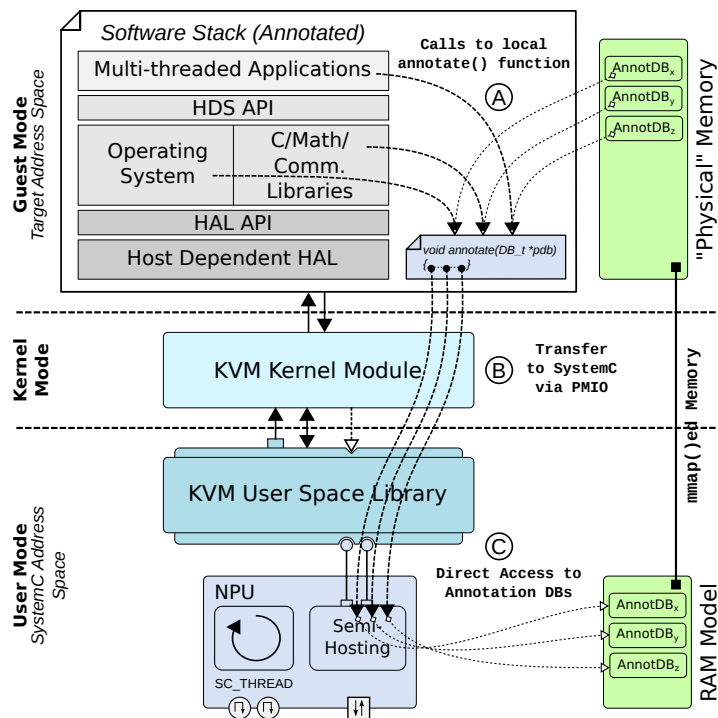 Software Stack (Annotated)
Multi-threaded Applications
HDS API
Operating
System
C/Math/
Comm.
Libraries
HAL API
Host Dependent HAL
Calls to local
annotate() function
A
void annotate(DB_t *pdb)
{ }
AnnotDBx
AnnotDBy
AnnotDBz
"Physical" Memory
Guest Mode
Target Address Space
Kernel
Mode
KVM Kernel Module
B
Transfer
to SystemC
via PMIO
mmap()ed Memory
User Mode
SystemC Address
Space
KVM User Space Library
C
Direct Access to
Annotation DBs
NPU
SC_THREAD
Semi-
Hosting
AnnotDBx
AnnotDBy
AnnotDBz
RAM Model